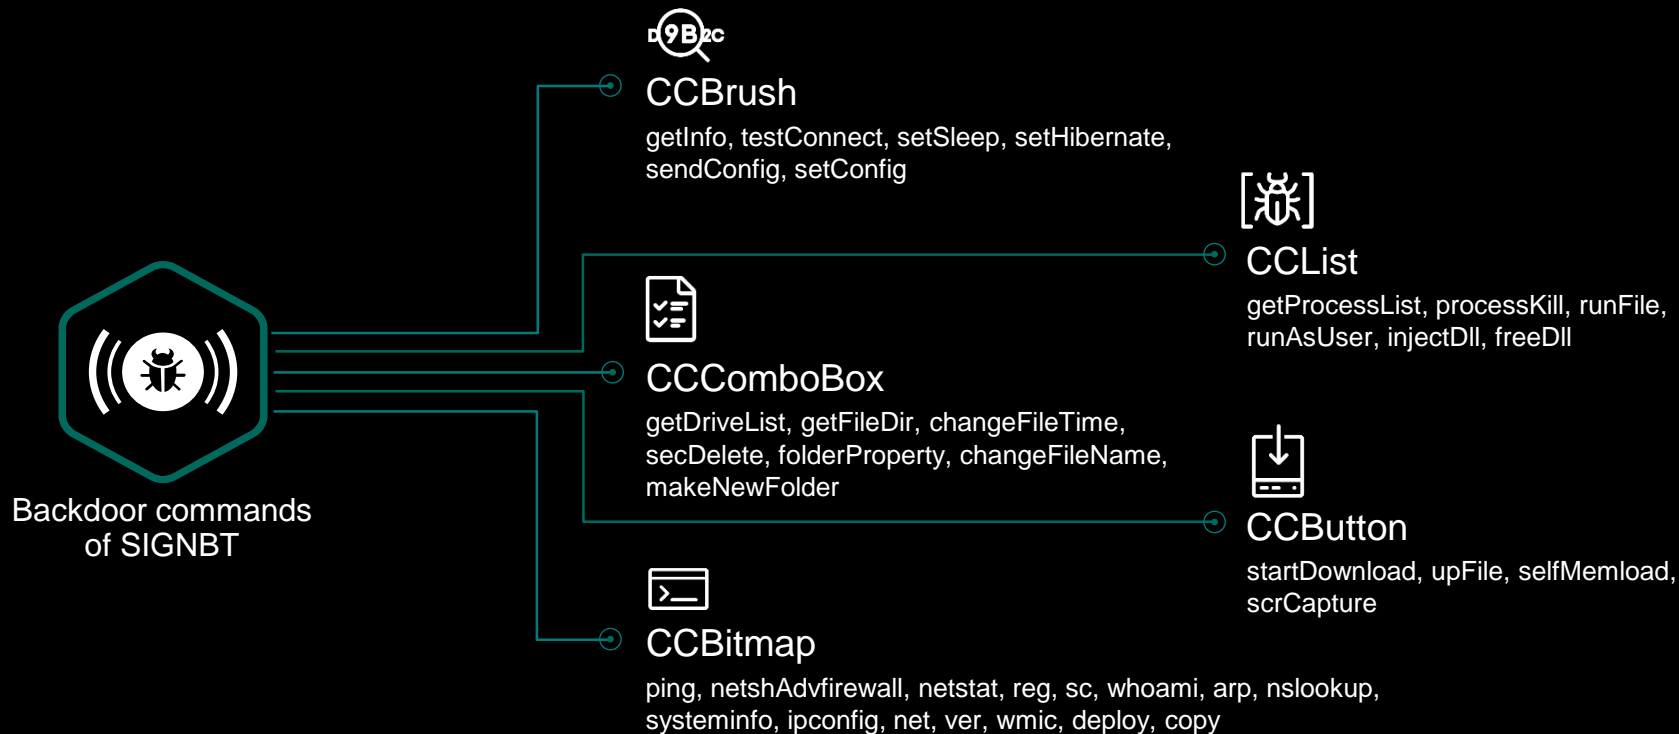 D9B2C
CCBrush
getInfo, testConnect, setSleep, setHibernate,
sendConfig, setConfig
CCList
getProcessList, processKill, runFile,
runAsUser, injectDll, freeDll
CCComboBox
getDriveList, getFileDir, changeFileTime,
secDelete, folderProperty, changeFileName,
makeNewFolder
Backdoor commands
of SIGNBT
CCButton
startDownload, upFile, selfMemload,
scrCapture
CCBitmap
ping, netshAdvfirewall, netstat, reg, sc, whoami, arp, nslookup,
systeminfo, ipconfig, net, ver, wmic, deploy, copy